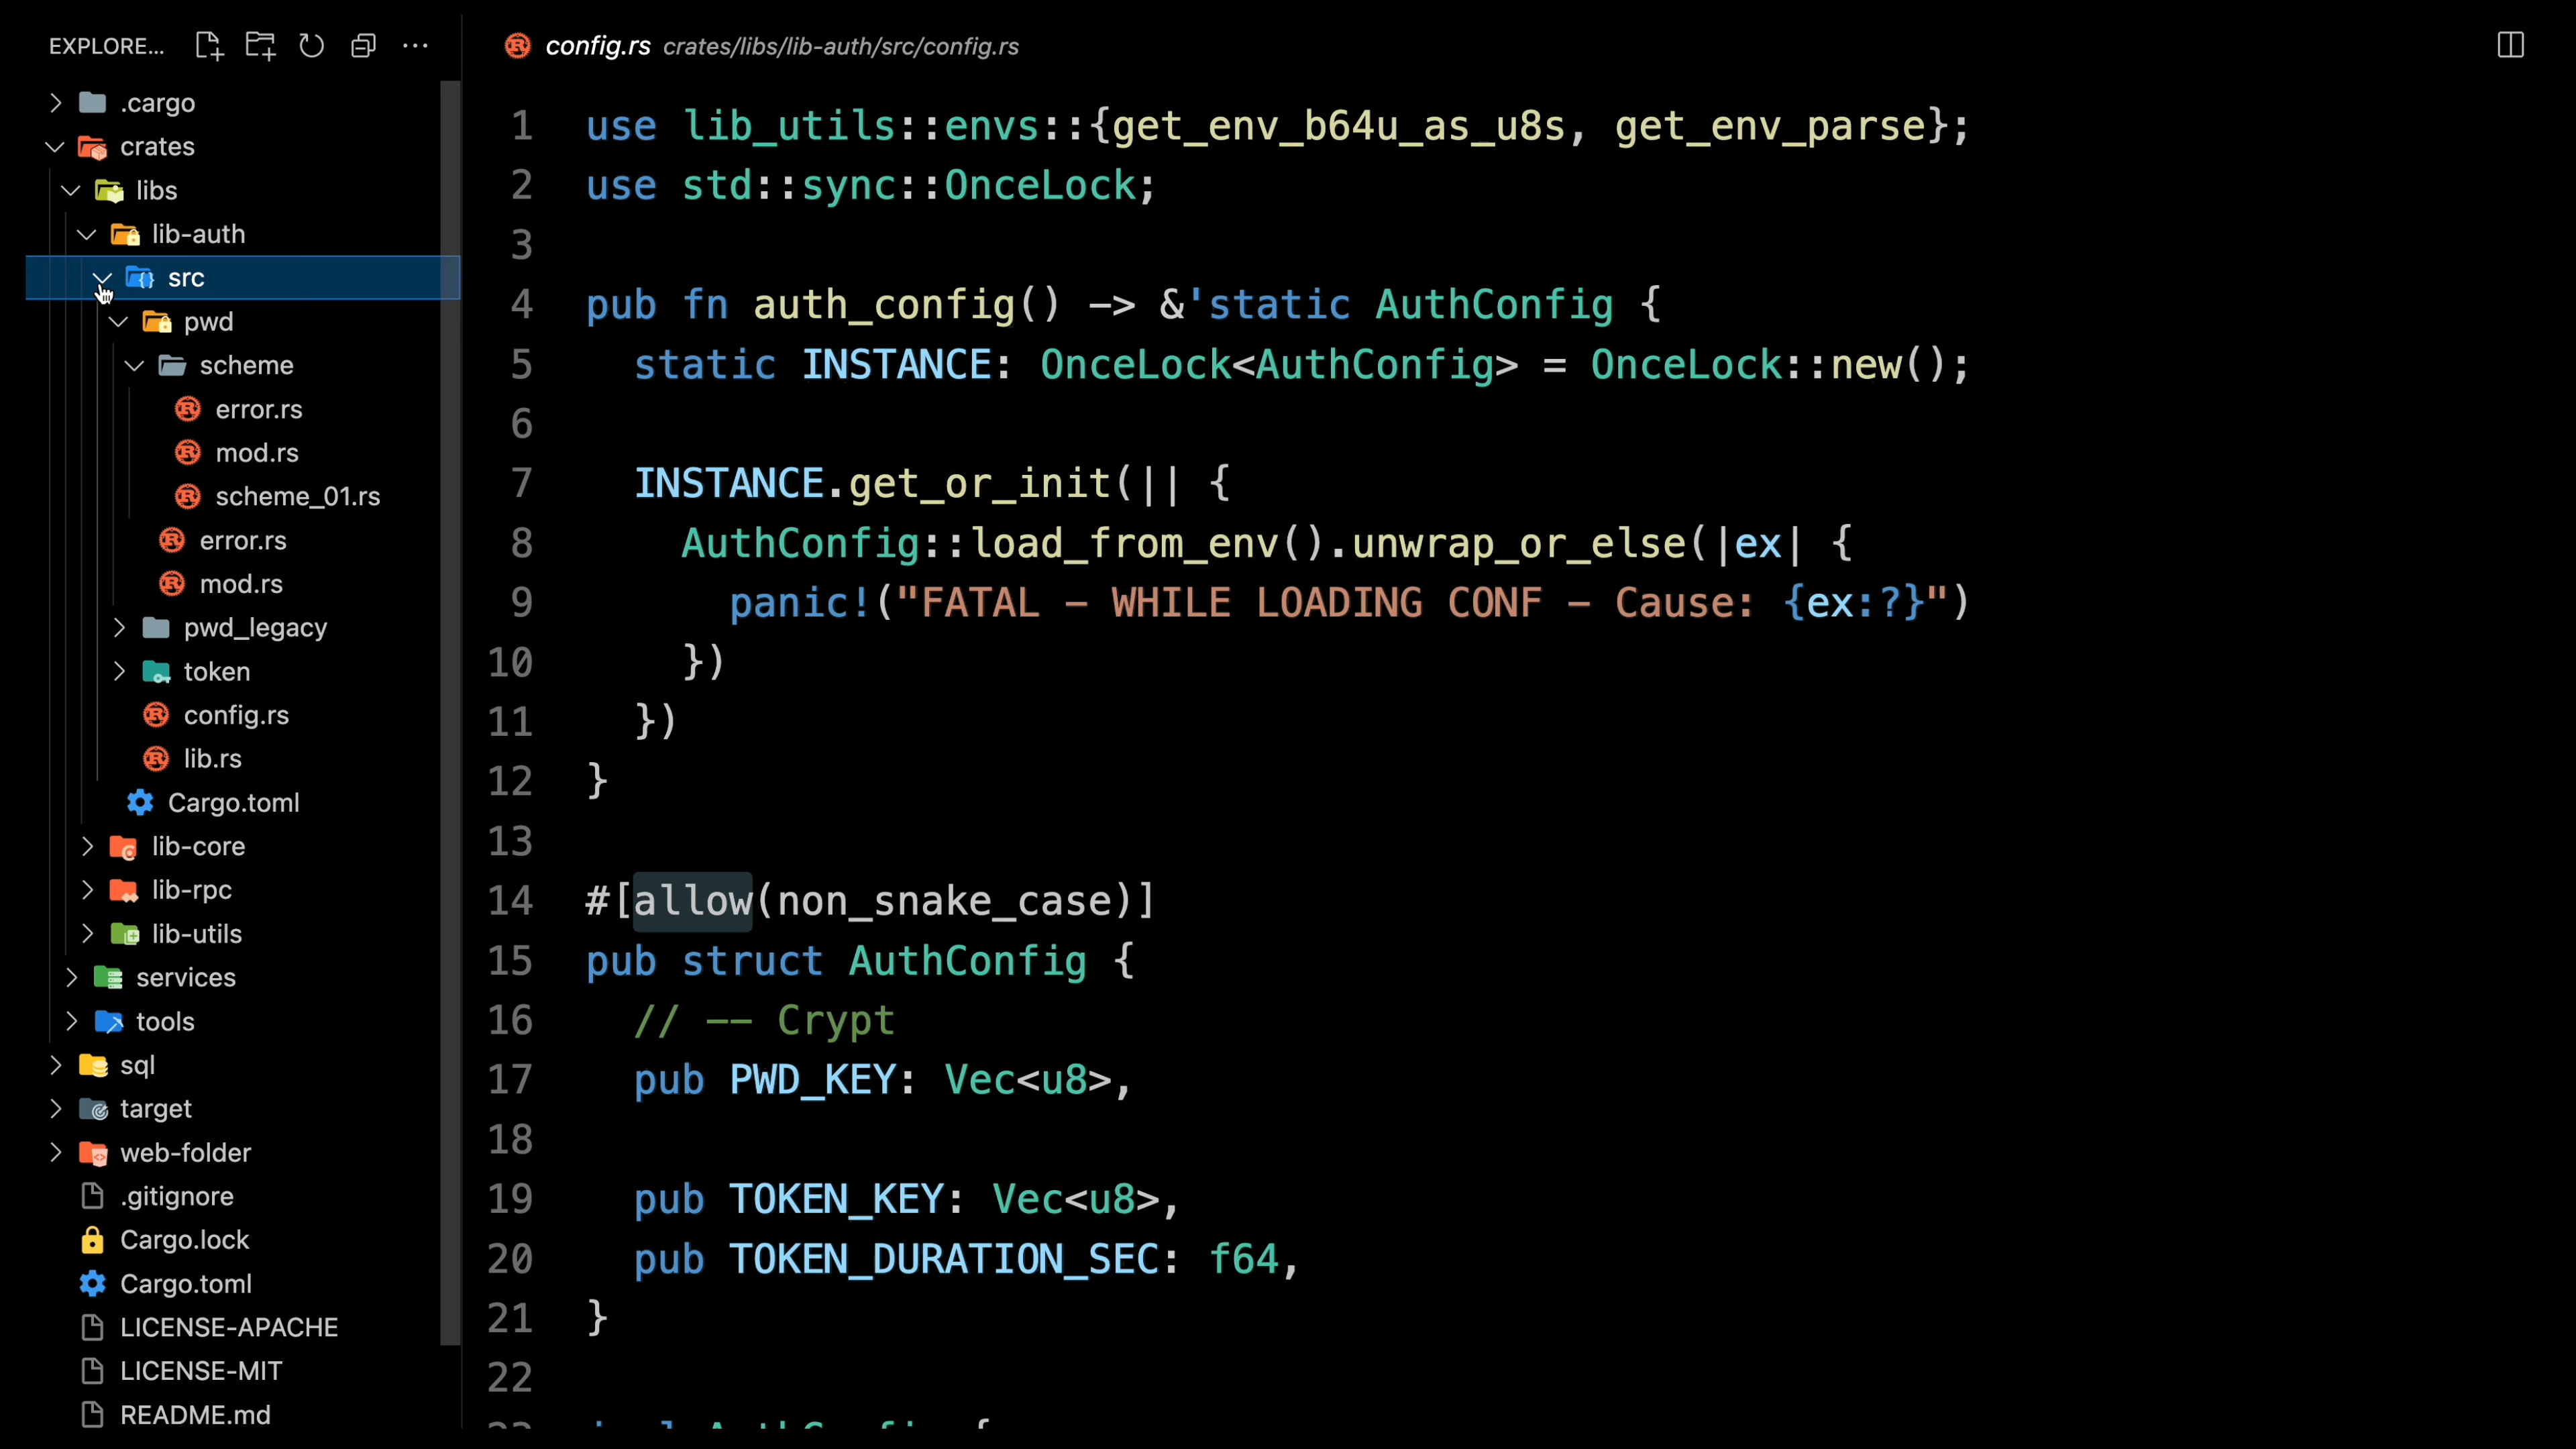 EXPLORE...
.cargo
crates
libs
lib-auth
src
pwd
scheme
error.rs
mod.rs
scheme_01.rs
error.rs
mod.rs
pwd_legacy
token
config.rs
lib.rs
Cargo.toml
lib-core
lib-rpc
lib-utils
services
tools
sql
target
web-folder
.gitignore
Cargo.lock
Cargo.toml
LICENSE-APACHE
LICENSE-MIT
README.md
config.rs crates/libs/lib-auth/src/config.rs
1 use lib_utils::envs::{get_env_b64u_as_u8s, get_env_parse};
2 use std::sync::OnceLock;
3
4 pub fn auth_config() -> &'static AuthConfig {
5   static INSTANCE: OnceLock<AuthConfig> = OnceLock::new();
6
7   INSTANCE.get_or_init(|| {
8     AuthConfig::load_from_env().unwrap_or_else(|ex| {
9       panic!("FATAL - WHILE LOADING CONF - Cause: {ex:?}")
10     })
11   })
12 }
13
14 #[allow(non_snake_case)]
15 pub struct AuthConfig {
16   // -- Crypt
17   pub PWD_KEY: Vec<u8>,
18
19   pub TOKEN_KEY: Vec<u8>,
20   pub TOKEN_DURATION_SEC: f64,
21 }
22